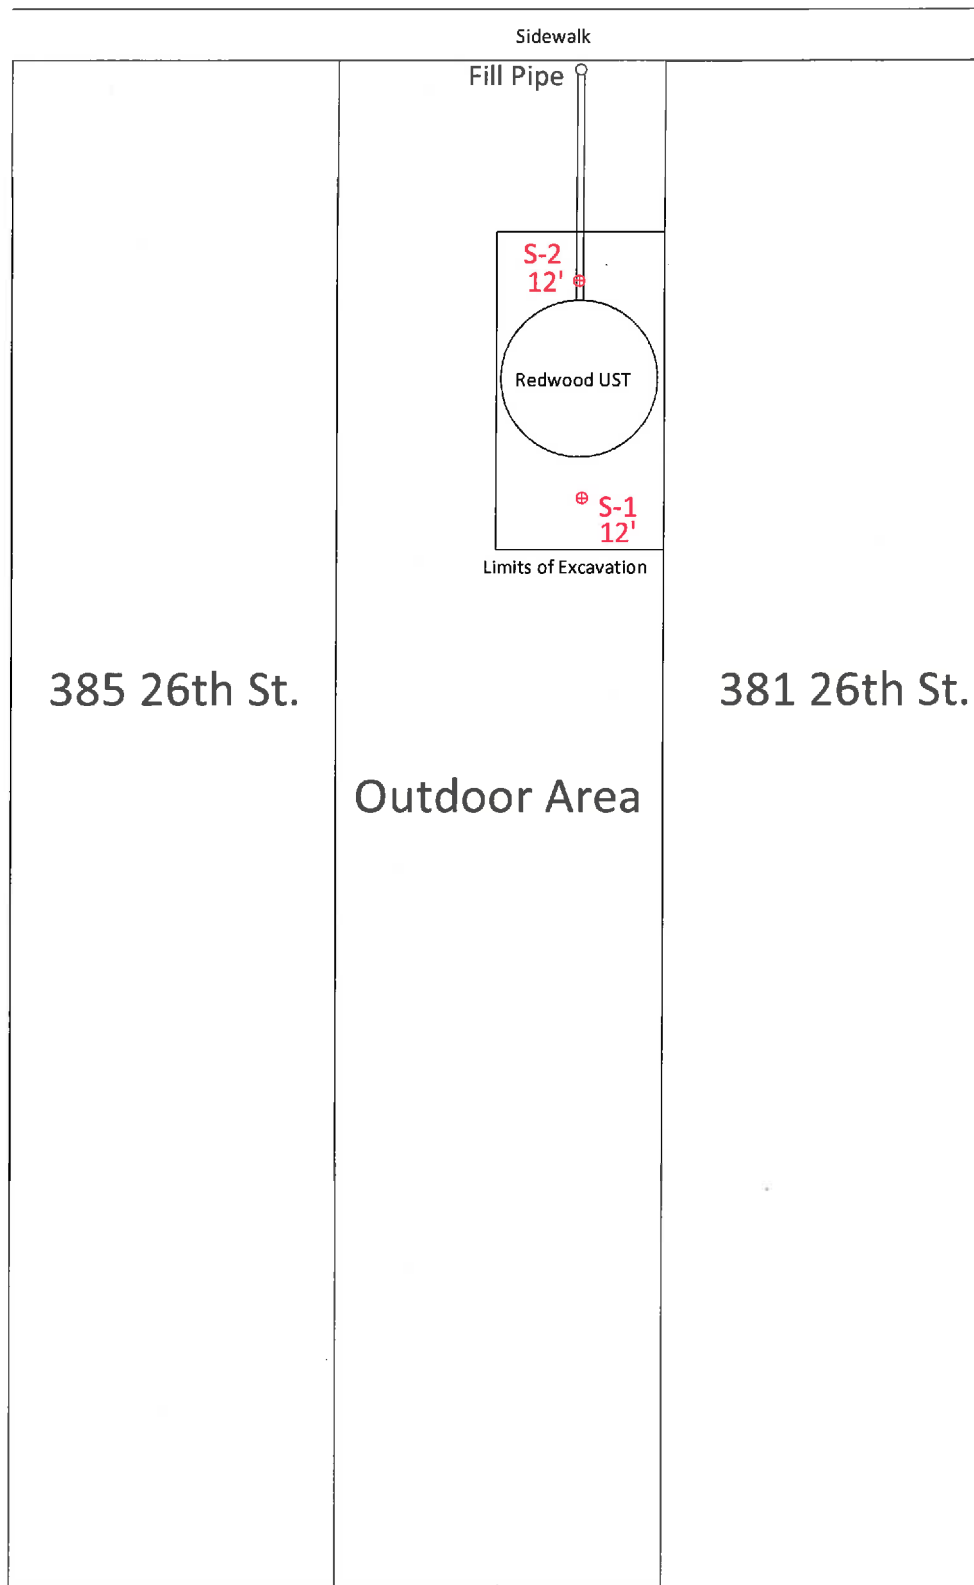 Sidewalk
Fill Pipe
S-2
12'
Redwood UST
S-1
12'
Limits of Excavation
385 26th St.
381 26th St.
Outdoor Area